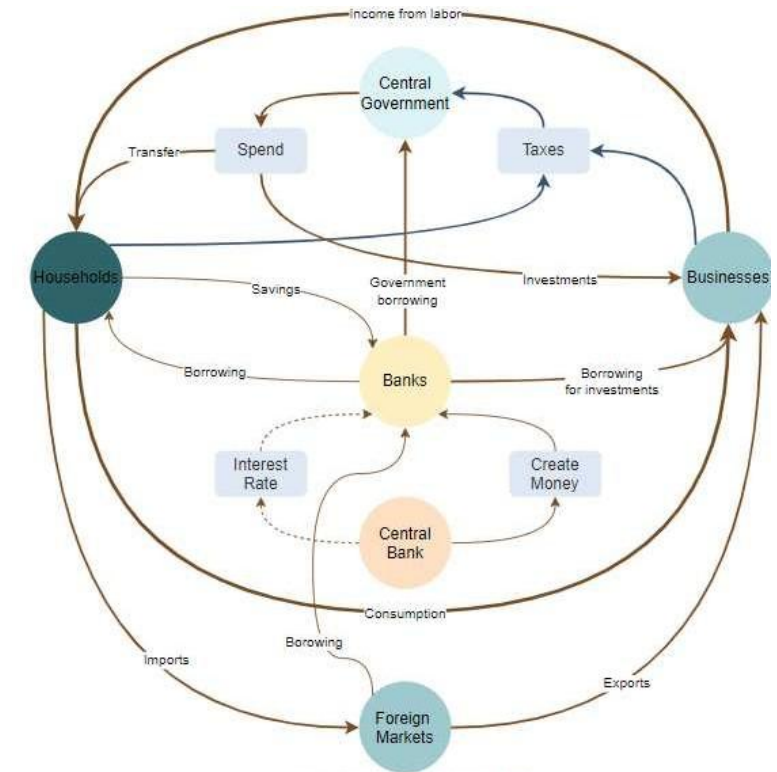 Income from labor
Central
Government
Transfer
Spend
Taxes
Households
Savings
Government
borrowing
Investments
Businesses
Borrowing
Banks
Borrowing
for investments
Interest
Rate
Create
Money
Central
Bank
Consumption
Borowing
Imports
Exports
Foreign
Markets